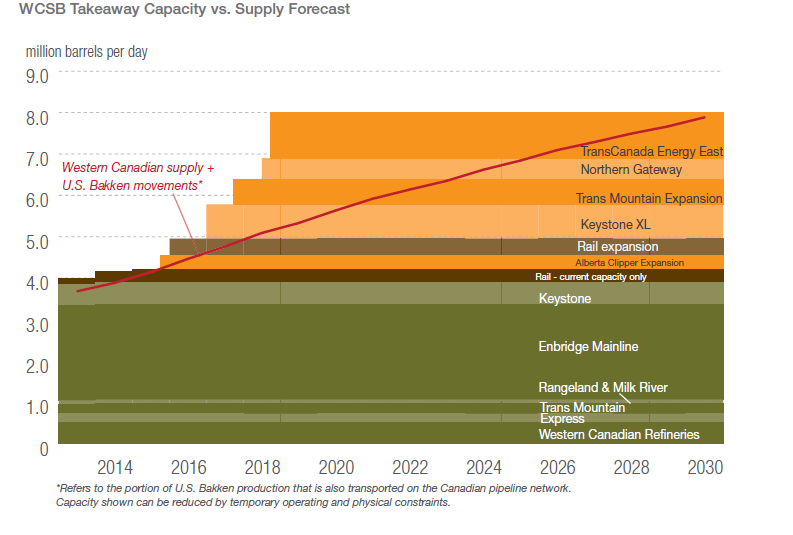 WCSB Takeaway Capacity vs. Supply Forecast
million barrels per day
9.0
8.0
7.0
6.0
5.0
4.0
3.0
2.0
1.0
0
Western Canadian supply +
U.S. Bakken movements*
TransCanada Energy East
Northern Gateway
Trans Mountain Expansion
Keystone XL
Rail expansion
Alberta Clipper Expansion
Rail - current capacity only
Keystone
Enbridge Mainline
Rangeland & Milk River
Trans Mountain
Express
Western Canadian Refineries
2014 2016 2018 2020 2022 2024 2026 2028 2030
*Refers to the portion of U.S. Bakken production that is also transported on the Canadian pipeline network.
Capacity shown can be reduced by temporary operating and physical constraints.